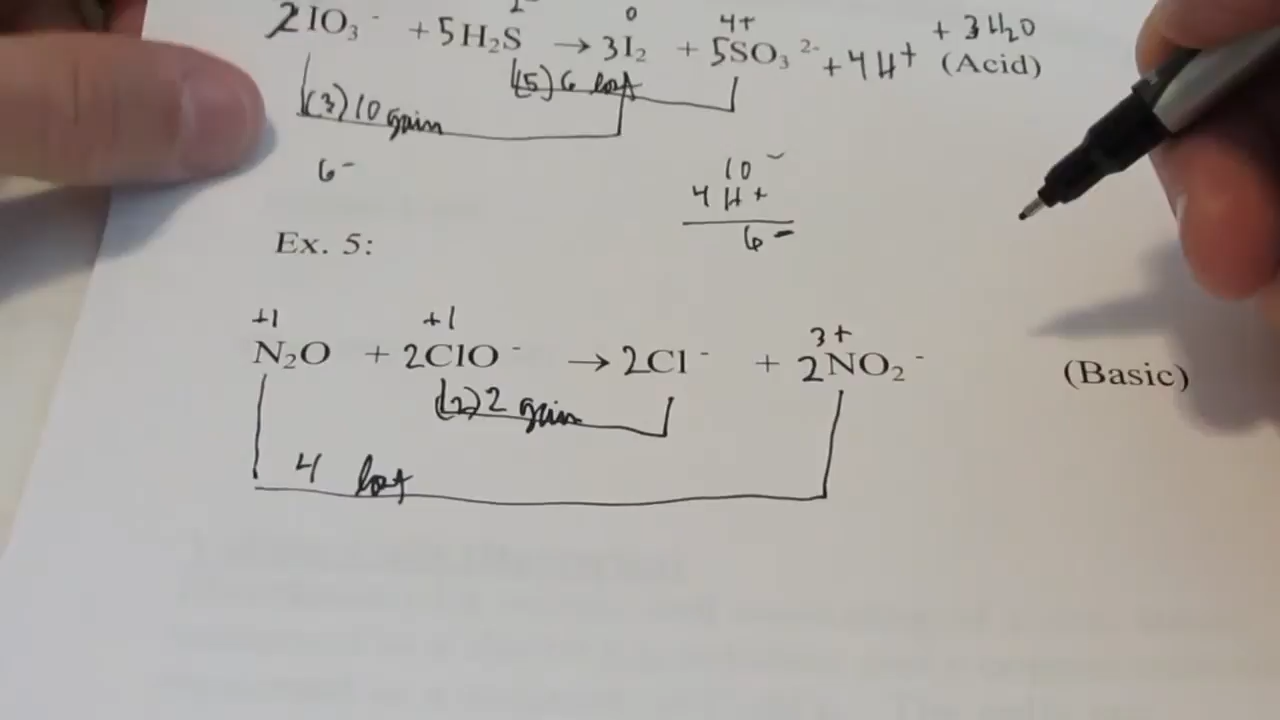 2-
0
4+
2IO₃⁻ + 5H₂S → 3I₂ + 5SO₃²⁻ + 4H⁺ + 3H₂O
(Acid)
(5) 6 lost
(3) 10 gain
6-
10-
4H+
6-
Ex. 5:
+1 +1 3+
N₂O + 2ClO⁻ → 2Cl⁻ + 2NO₂⁻ (Basic)
(2) 2 gain
4 lost